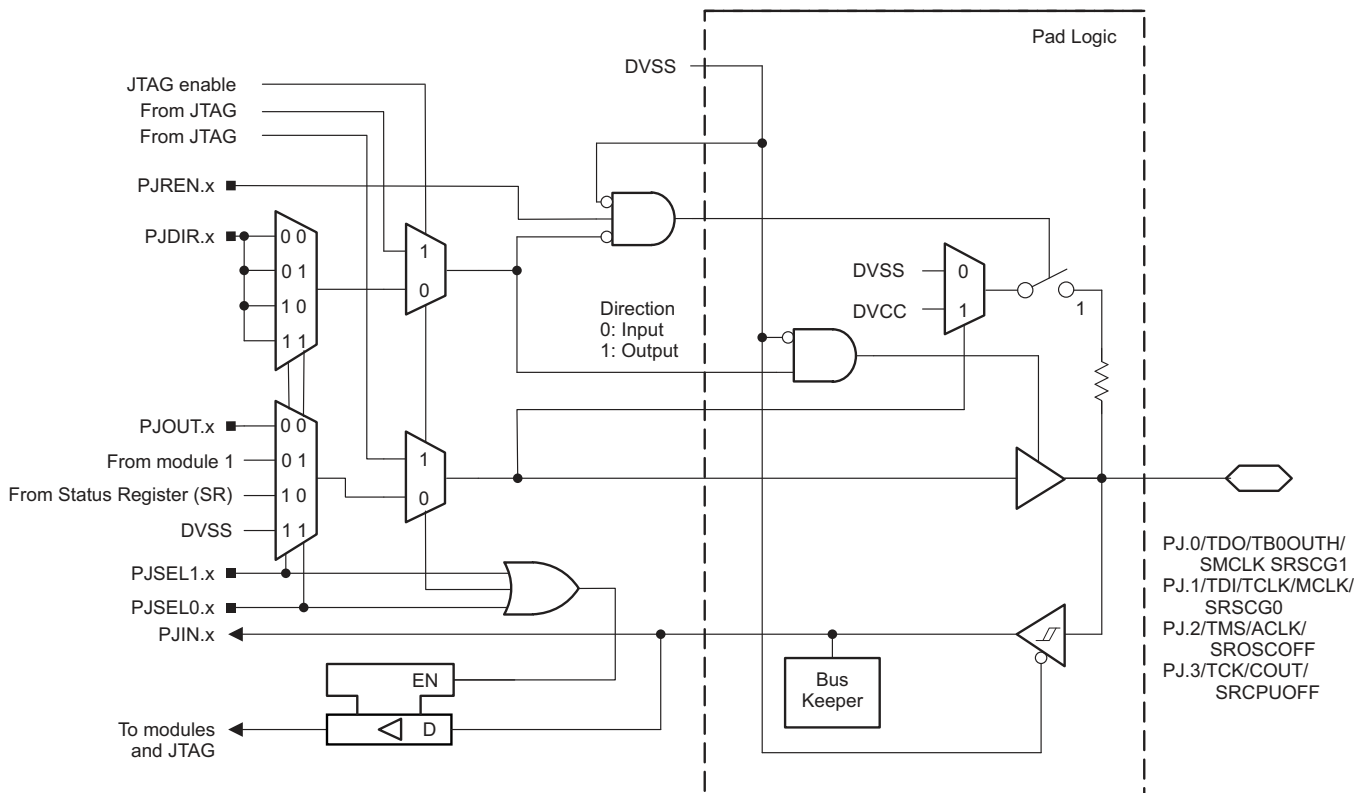 Pad Logic
DVSS
JTAG enable
From JTAG
From JTAG
PJREN.x
PJDIR.x
0 0
0 1
1 0
1 1
1
0
Direction
0: Input
1: Output
DVSS
0
DVCC
1
1
PJOUT.x
0 0
From module 1
0 1
From Status Register (SR)
1 0
DVSS
1 1
1
0
PJSEL1.x
PJSEL0.x
PJIN.x
EN
D
To modules
and JTAG
Bus
Keeper
PJ.0/TDO/TB0OUTH/
SMCLK SRSCG1
PJ.1/TDI/TCLK/MCLK/
SRSCG0
PJ.2/TMS/ACLK/
SROSCOFF
PJ.3/TCK/COUT/
SRCPUOFF